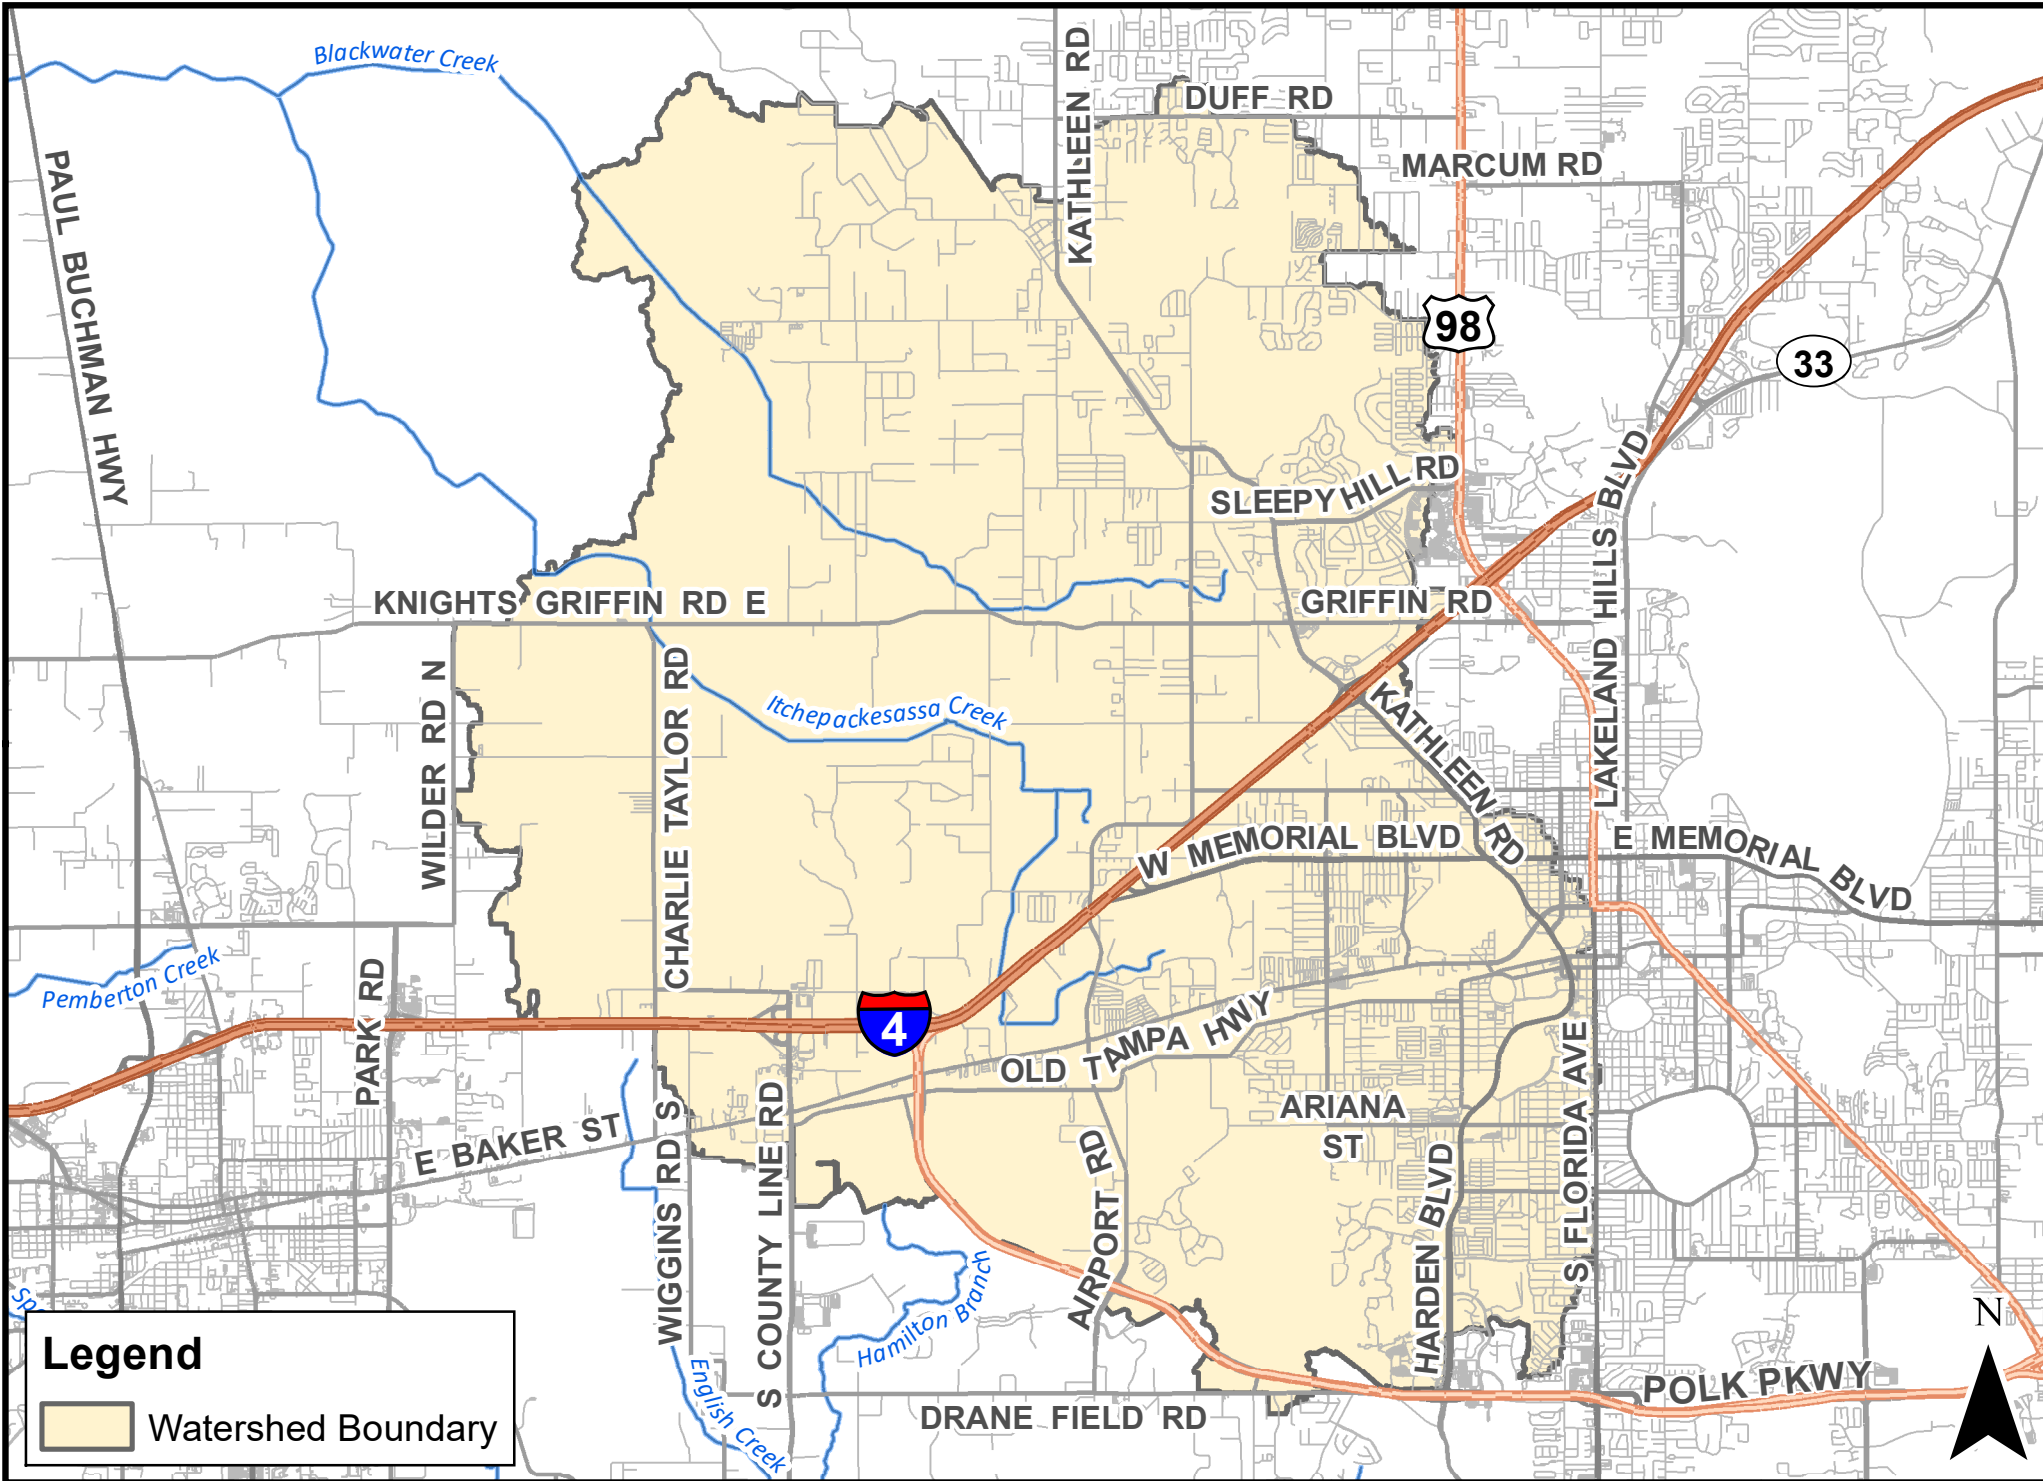 Blackwater Creek
KATHLEEN RD
DUFF RD
MARCUM RD
PAUL BUCHMAN HWY
98
33
SLEEPY HILL RD
LAKELAND HILLS BLVD
KNIGHTS GRIFFIN RD E
GRIFFIN RD
WILDER RD N
CHARLIE TAYLOR RD
Itchepackesassa Creek
KATHLEEN RD
W MEMORIAL BLVD
E MEMORIAL BLVD
Pemberton Creek
PARK RD
4
OLD TAMPA HWY
ARIANA
ST
E BAKER ST
WIGGINS RD S
S COUNTY LINE RD
AIRPORT RD
HARDEN BLVD
S FLORIDA AVE
Hamilton Branch
English Creek
DRANE FIELD RD
POLK PKWY
N
Legend
Watershed Boundary